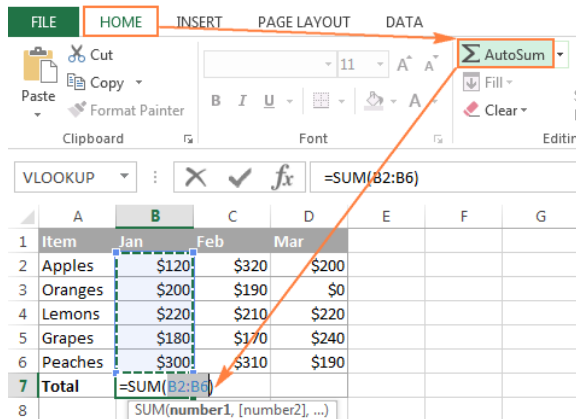 FILE HOME INSERT PAGE LAYOUT DATA
Cut
Copy
Format Painter
Paste
Clipboard
11 A A
B I U A
Font
Σ AutoSum
Fill
Clear
Editin
VLOOKUP fx =SUM(B2:B6)
A B C D E F G
1 Item Jan Feb Mar
2 Apples $120 $320 $200
3 Oranges $200 $190 $0
4 Lemons $220 $210 $220
5 Grapes $180 $170 $240
6 Peaches $300 $310 $190
7 Total =SUM(B2:B6)
8 SUM(number1, [number2], ...)